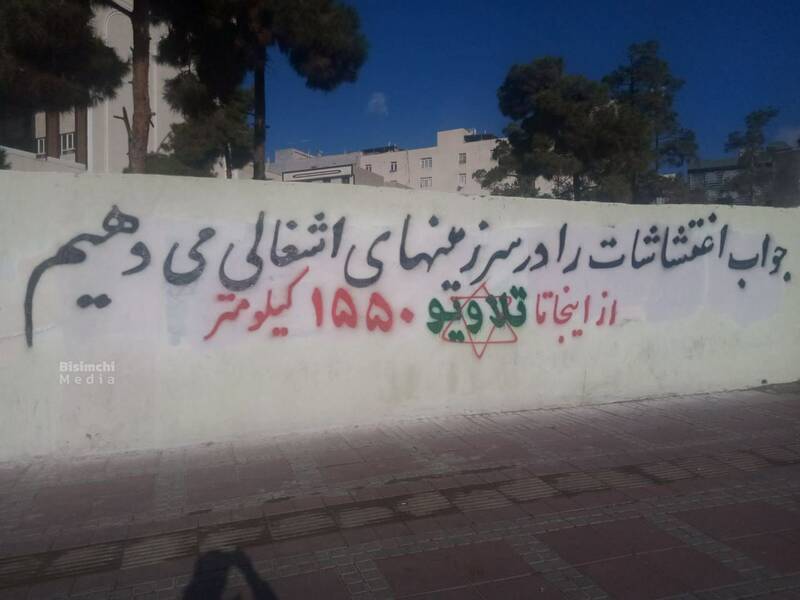 جواب اغتشاشات را در سرزمینهای اشغالی می دهیم
از اینجا تا تلاویو ۱۵۵۰ کیلومتر
Bisimchi
Media